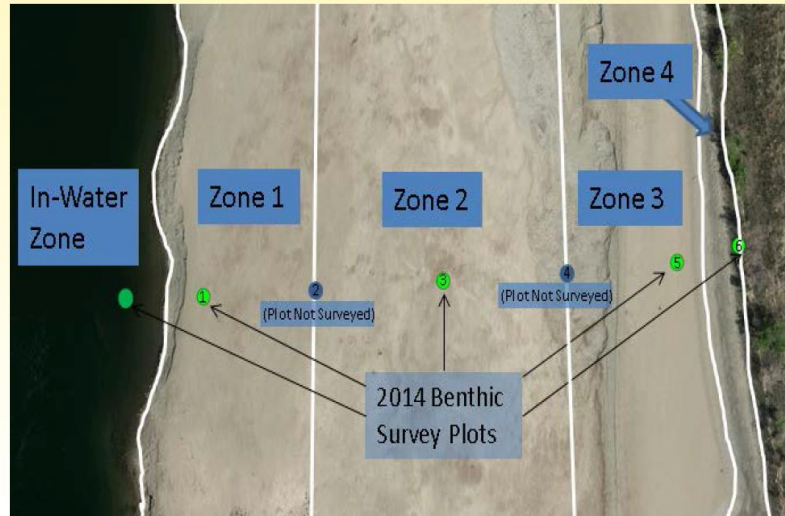 Zone 4
In-Water
Zone
Zone 1
Zone 2
Zone 3
1
2
3
4
5
6
(Plot Not Surveyed)
(Plot Not Surveyed)
2014 Benthic
Survey Plots